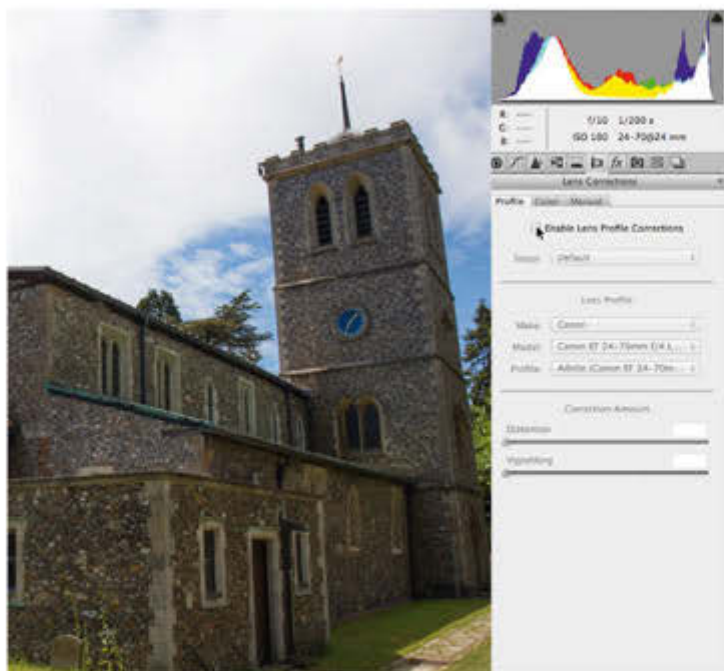 R: ---
G: ---
B: ---
f/10 1/200 s
ISO 100 24-70@24 mm
Lens Corrections
Profile Color Manual
Enable Lens Profile Corrections
Setup: Default
Lens Profile
Make: Canon
Model: Canon EF 24-70mm f/4 L...
Profile: Adobe (Canon EF 24-70m...
Correction Amount
Distortion
Vignetting